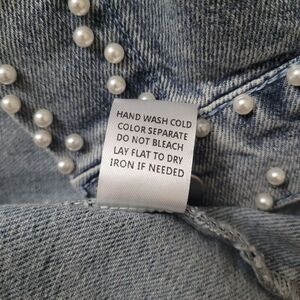 HAND WASH COLD
COLOR SEPARATE
DO NOT BLEACH
LAY FLAT TO DRY
IRON IF NEEDED